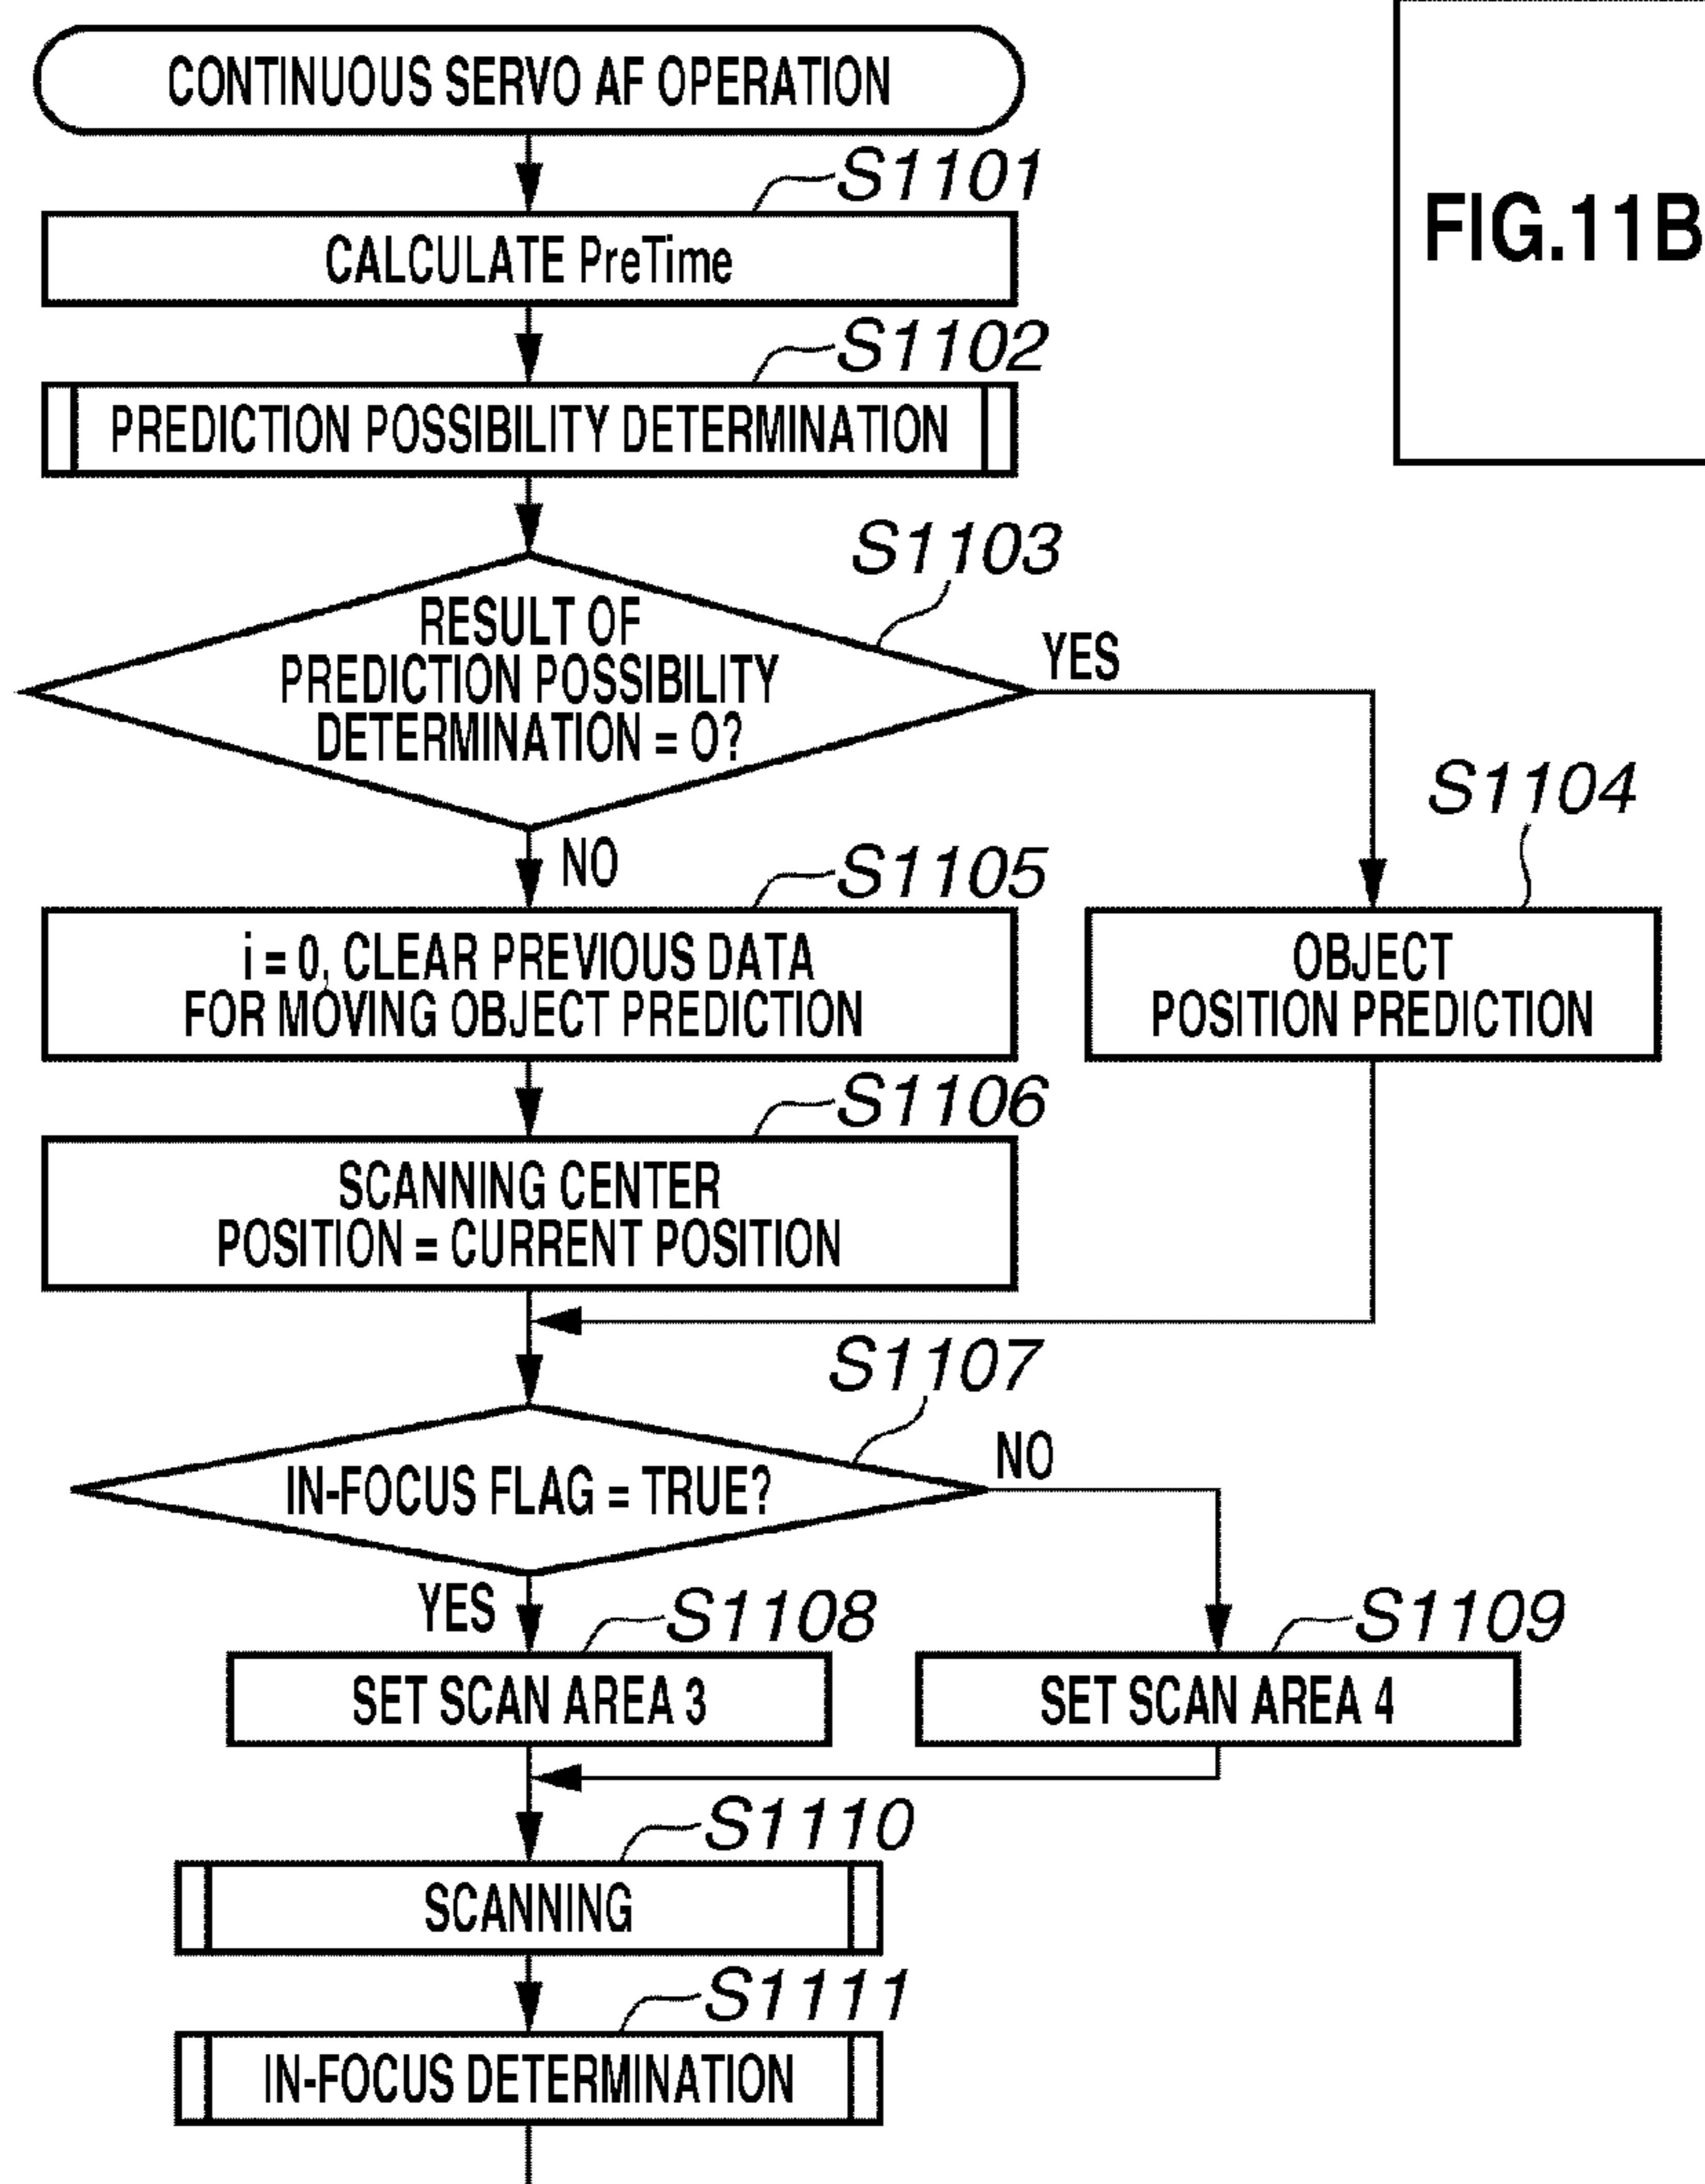 CONTINUOUS SERVO AF OPERATION
S1101
CALCULATE PreTime
FIG.11B
S1102
PREDICTION POSSIBILITY DETERMINATION
S1103
RESULT OF
PREDICTION POSSIBILITY
DETERMINATION = O?
YES
NO
S1104
OBJECT
POSITION PREDICTION
S1105
i = 0, CLEAR PREVIOUS DATA
FOR MOVING OBJECT PREDICTION
S1106
SCANNING CENTER
POSITION = CURRENT POSITION
S1107
IN-FOCUS FLAG = TRUE?
NO
YES
S1108
SET SCAN AREA 3
S1109
SET SCAN AREA 4
S1110
SCANNING
S1111
IN-FOCUS DETERMINATION